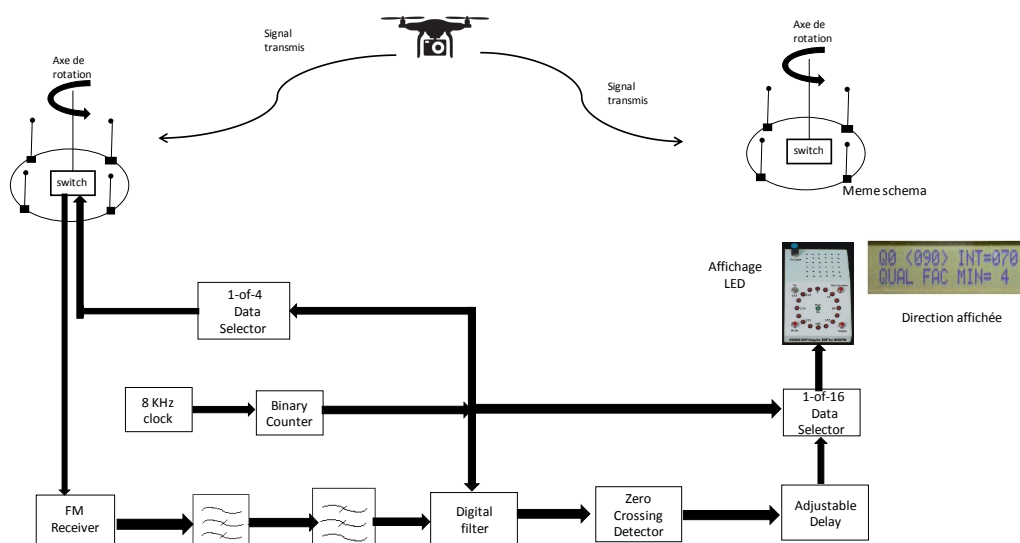 Signal
transmis
Axe de
rotation
Axe de
rotation
Signal
transmis
switch
switch
Meme schema
Affichage
LED
Q0 <090> INT=070
QUAL FAC MIN= 4
Direction affichée
1-of-4
Data
Selector
8 KHz
clock
Binary
Counter
1-of-16
Data
Selector
FM
Receiver
Digital
filter
Zero
Crossing
Detector
Adjustable
Delay